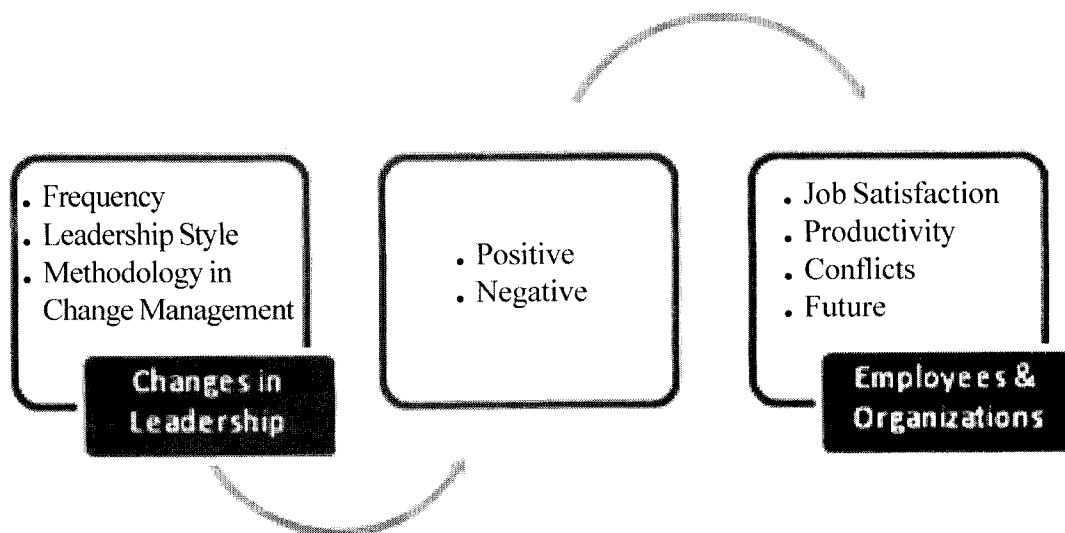 • Frequency
• Leadership Style
• Methodology in
Change Management
Changes in
Leadership
• Positive
• Negative
• Job Satisfaction
• Productivity
• Conflicts
• Future
Employees &
Organizations